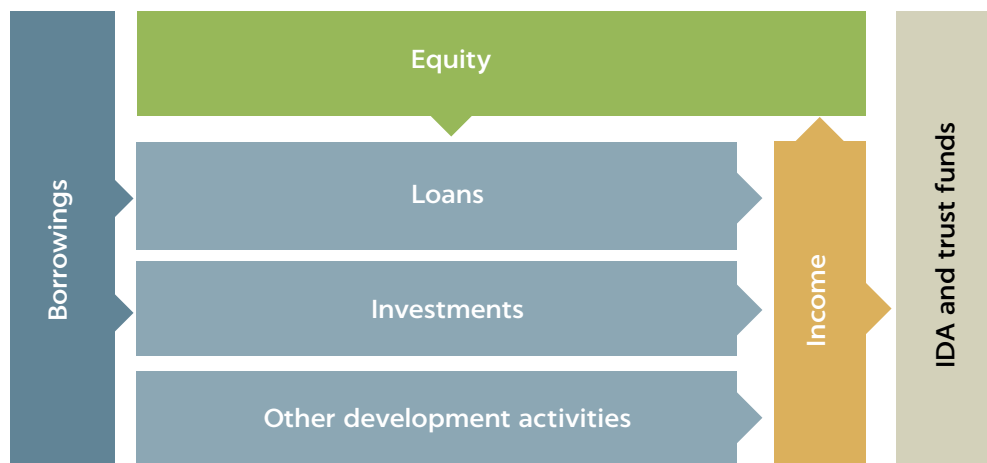 Borrowings
Equity
Loans
Investments
Other development activities
Income
IDA and trust funds